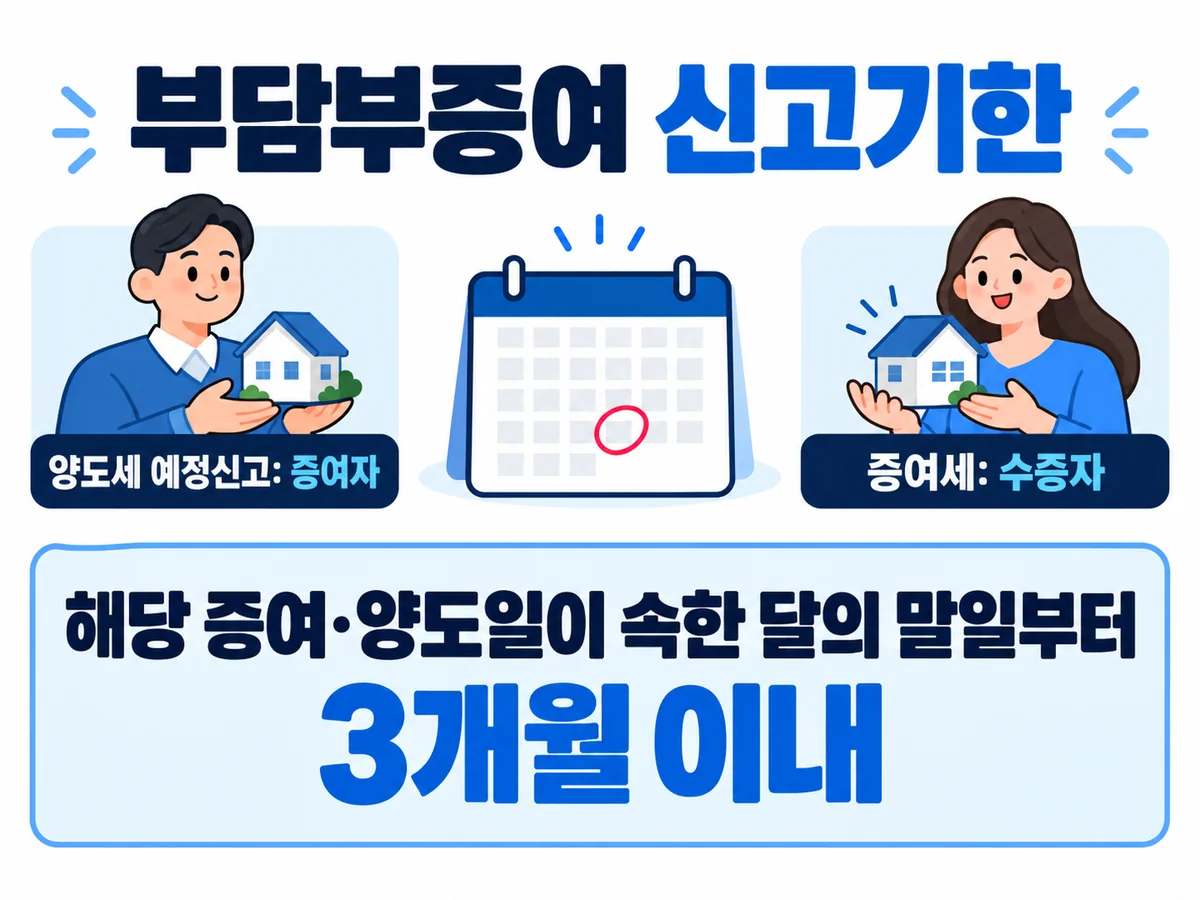 부담부증여 신고기한
양도세 예정신고: 증여자
증여세: 수증자
해당 증여·양도일이 속한 달의 말일부터
3개월 이내